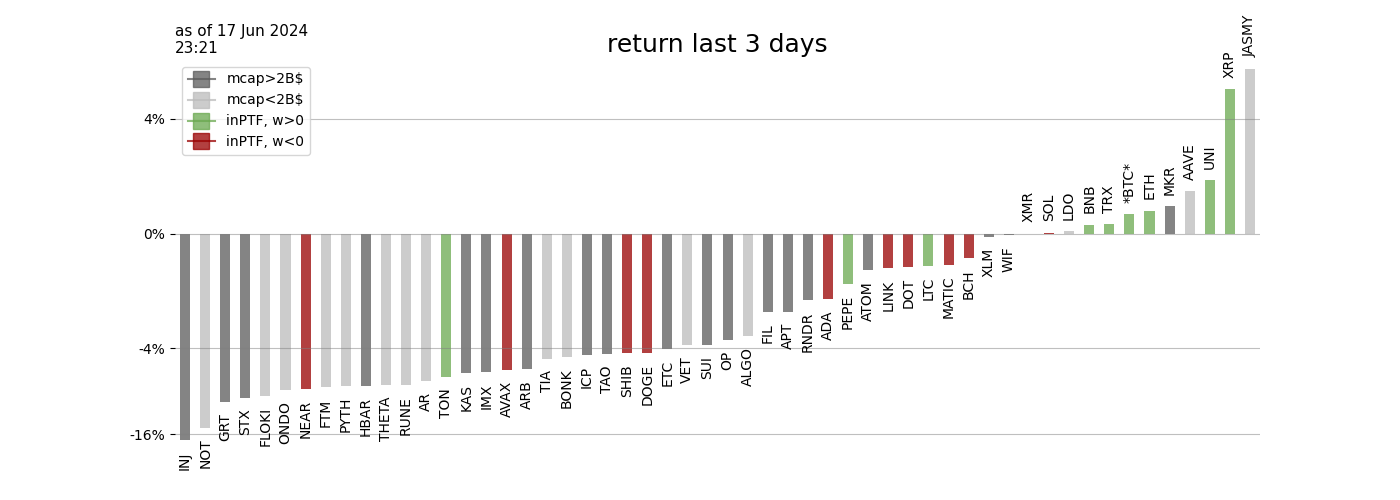 as of 17 Jun 2024
23:21
return last 3 days
mcap>2B$
mcap<2B$
inPTF, w>0
inPTF, w<0
4%
0%
-4%
-16%
INJ
NOT
GRT
STX
FLOKI
ONDO
NEAR
FTM
PYTH
HBAR
THETA
RUNE
AR
TON
KAS
IMX
AVAX
ARB
TIA
BONK
ICP
TAO
SHIB
DOGE
ETC
VET
SUI
OP
ALGO
FIL
APT
RNDR
ADA
PEPE
ATOM
LINK
DOT
LTC
MATIC
BCH
XLM
WIF
XMR
SOL
LDO
BNB
TRX
*BTC*
ETH
MKR
AAVE
UNI
XRP
JASMY